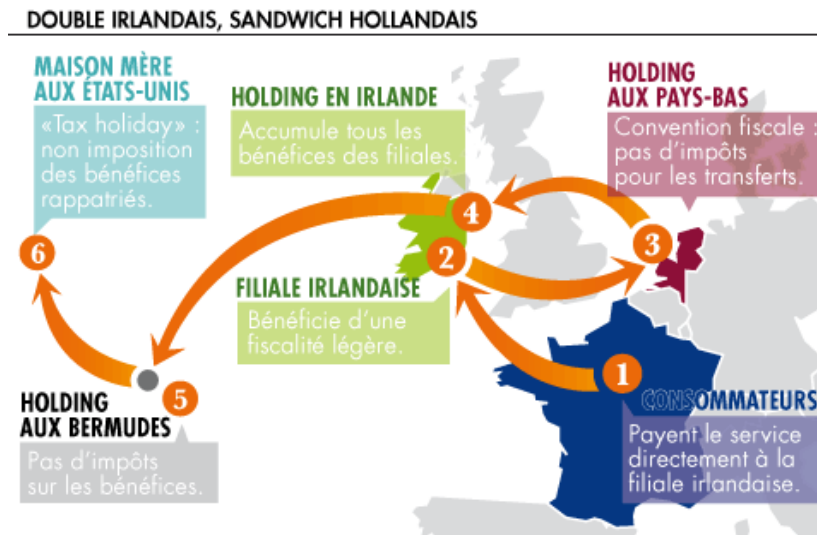 DOUBLE IRLANDAIS, SANDWICH HOLLANDAIS
MAISON MÈRE
AUX ÉTATS-UNIS
«Tax holiday» :
non imposition
des bénéfices
rappatriés.
HOLDING EN IRLANDE
Accumule tous les
bénéfices des filiales.
HOLDING
AUX PAYS-BAS
Convention fiscale :
pas d'impôts
pour les transferts.
6
4
2
3
FILIALE IRLANDAISE
Bénéficie d'une
fiscalité légère.
1
5
HOLDING
AUX BERMUDES
Pas d'impôts
sur les bénéfices.
CONSOMMATEURS
Payent le service
directement à la
filiale irlandaise.